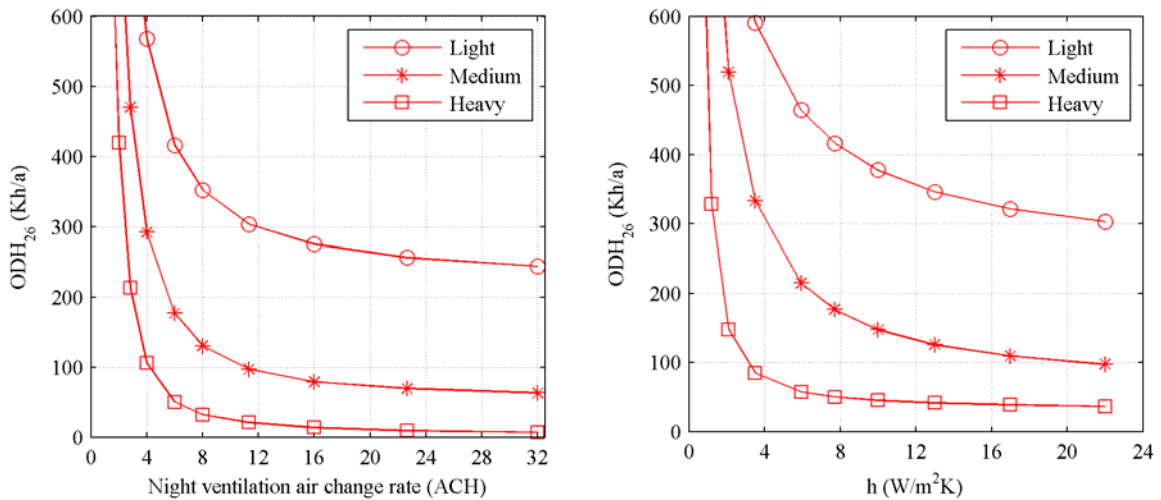 600
500
400
300
200
100
0
ODH26 (Kh/a)
Light
Medium
Heavy
0 4 8 12 16 20 24 28 32
Night ventilation air change rate (ACH)
600
500
400
300
200
100
0
ODH26 (Kh/a)
Light
Medium
Heavy
0 4 8 12 16 20 24
h (W/m²K)